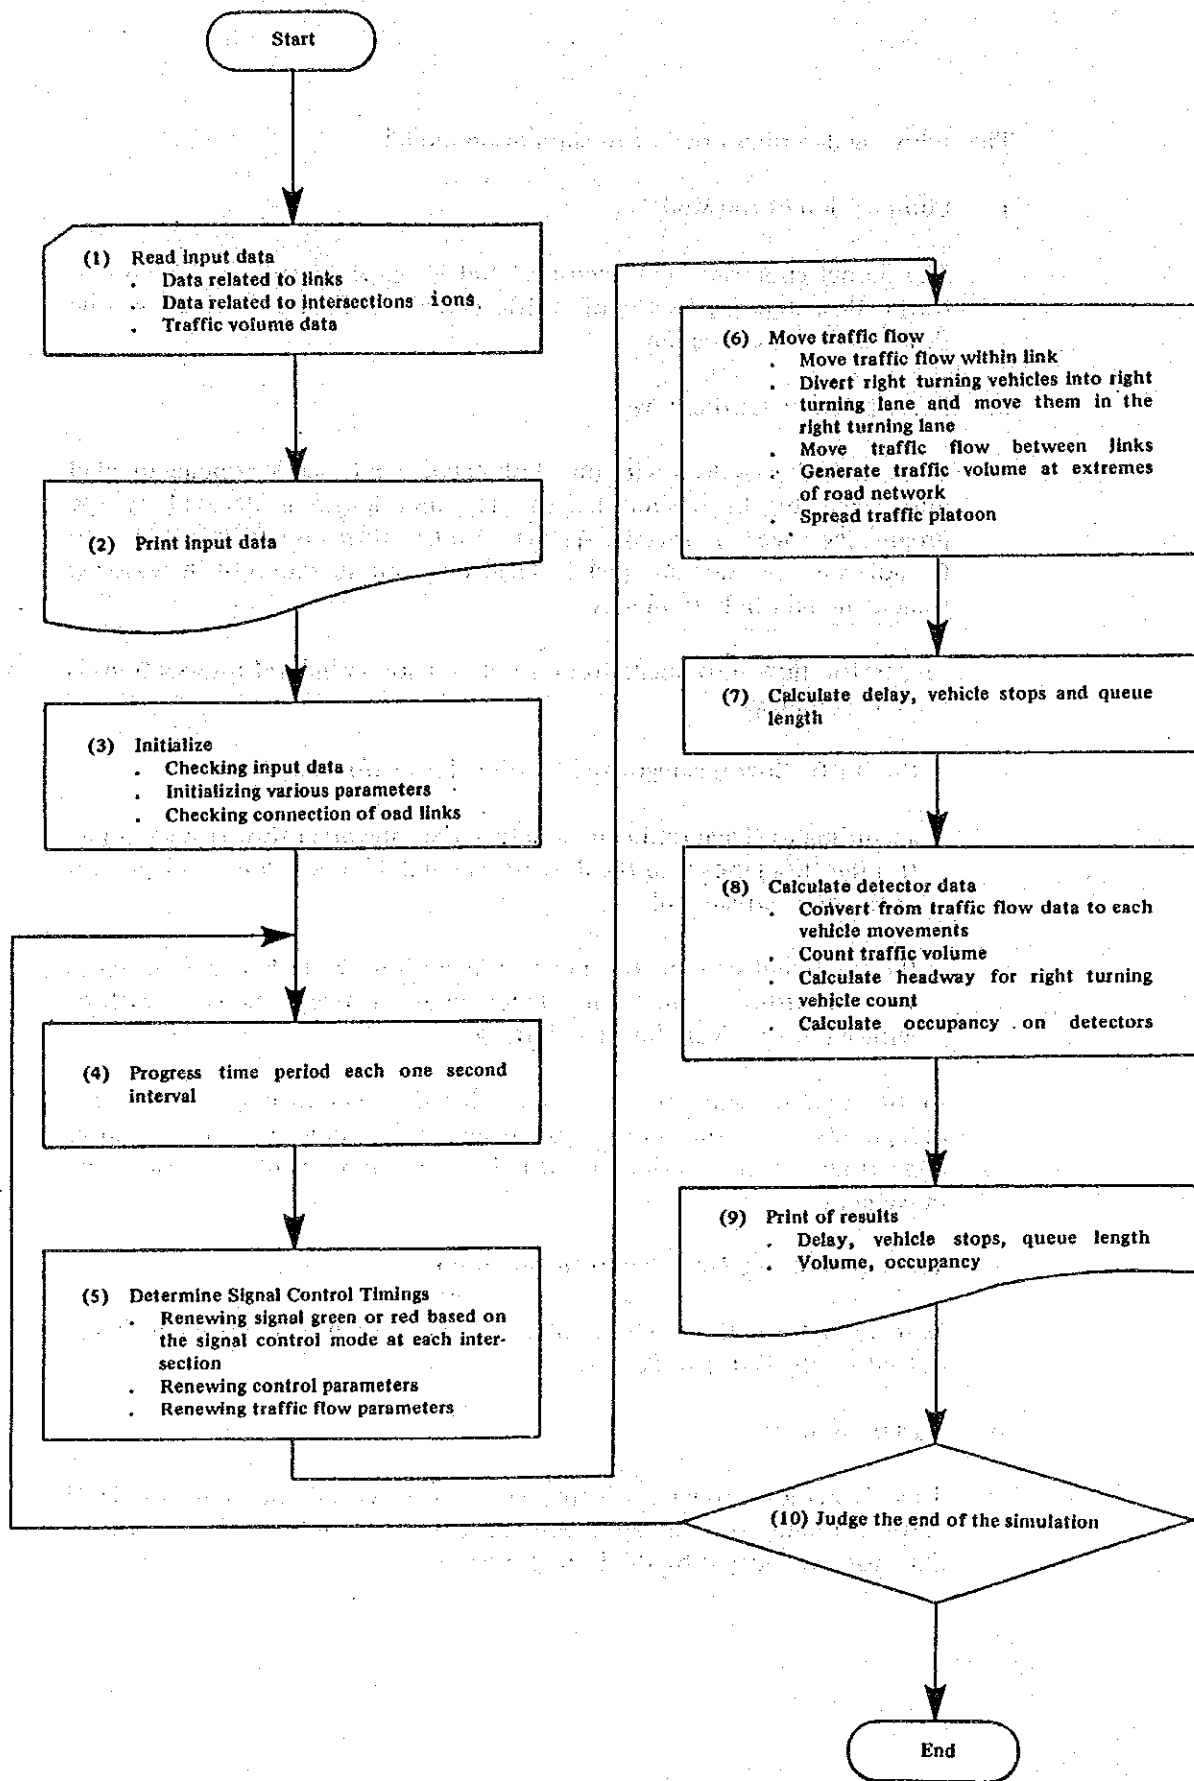 Start
(1) Read input data
. Data related to links
. Data related to intersections ions.
. Traffic volume data
(2) Print input data
(3) Initialize
. Checking input data
. Initializing various parameters
. Checking connection of oad links
(4) Progress time period each one second
interval
(5) Determine Signal Control Timings
. Renewing signal green or red based on
the signal control mode at each inter-
section
. Renewing control parameters
. Renewing traffic flow parameters
(6) Move traffic flow
. Move traffic flow within link
. Divert right turning vehicles into right
turning lane and move them in the
right turning lane
. Move traffic flow between links
. Generate traffic volume at extremes
of road network
. Spread traffic platoon
(7) Calculate delay, vehicle stops and queue
length
(8) Calculate detector data
. Convert from traffic flow data to each
vehicle movements
. Count traffic volume
. Calculate headway for right turning
vehicle count
. Calculate occupancy on detectors
(9) Print of results
. Delay, vehicle stops, queue length
. Volume, occupancy
(10) Judge the end of the simulation
End